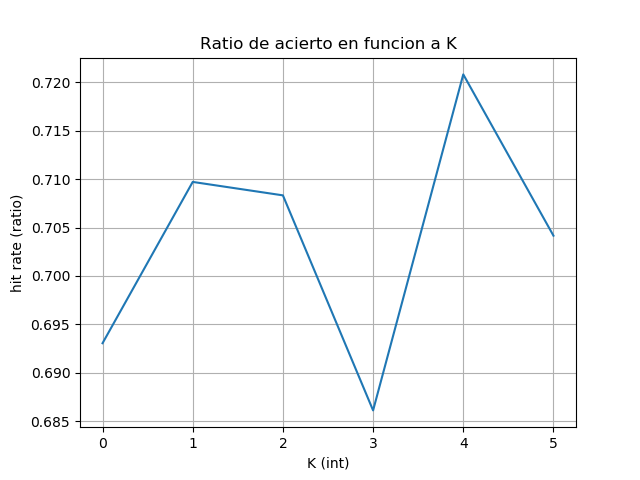 Ratio de acierto en funcion a K
0.720
0.715
0.710
0.705
0.700
0.695
0.690
0.685
hit rate (ratio)
0 1 2 3 4 5
K (int)